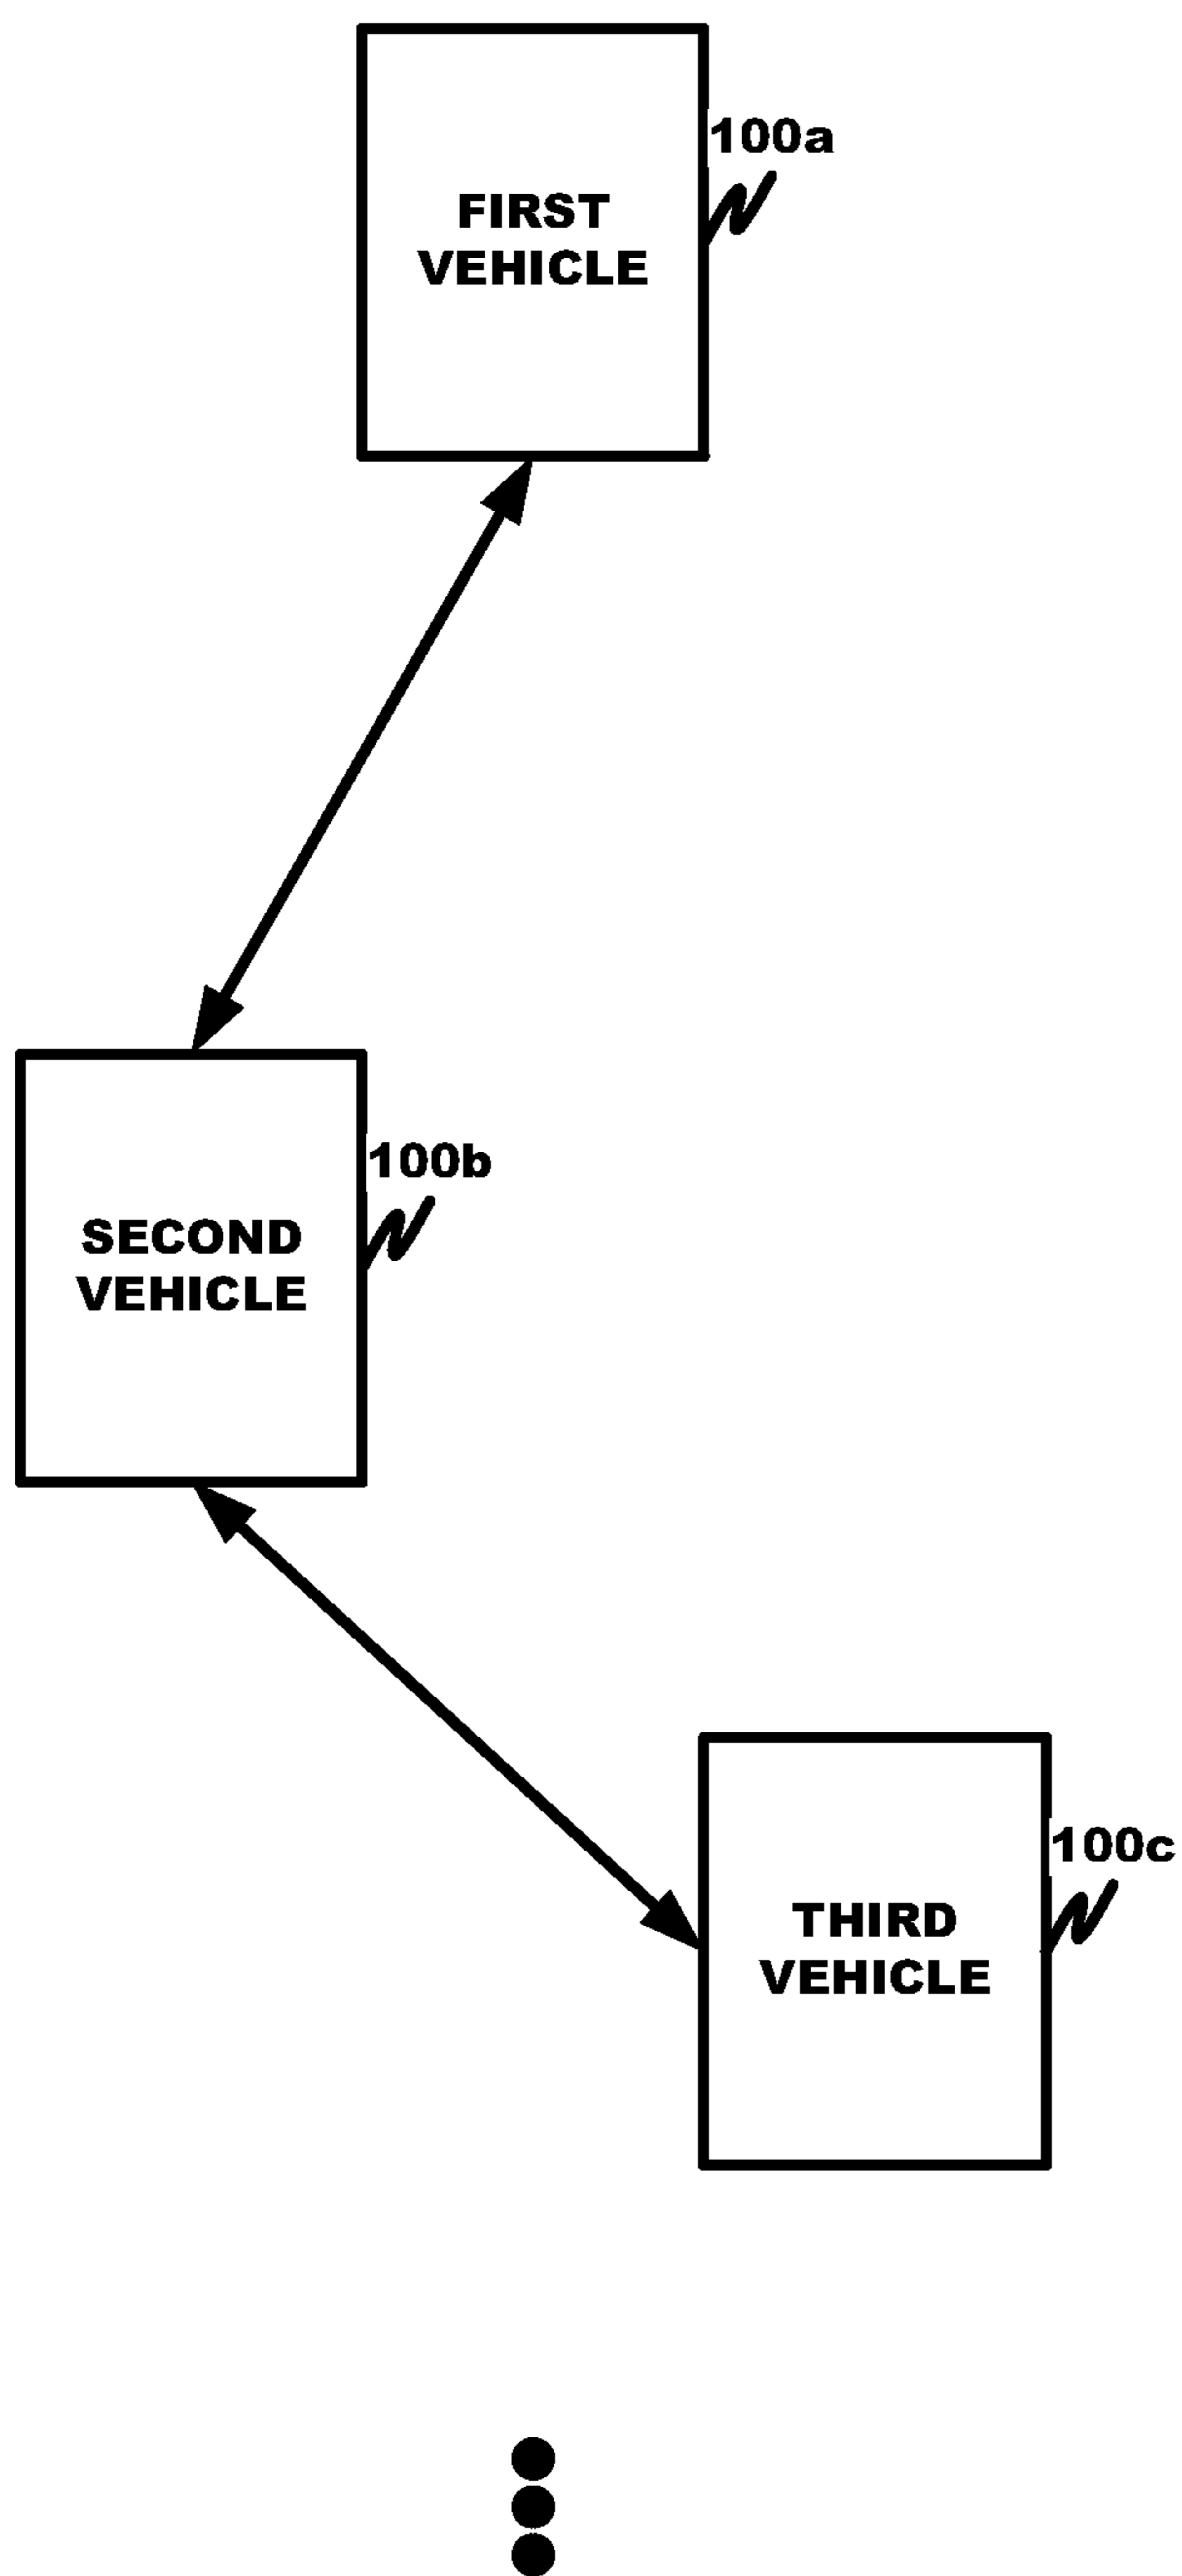 100a
FIRST
VEHICLE
100b
SECOND
VEHICLE
100c
THIRD
VEHICLE